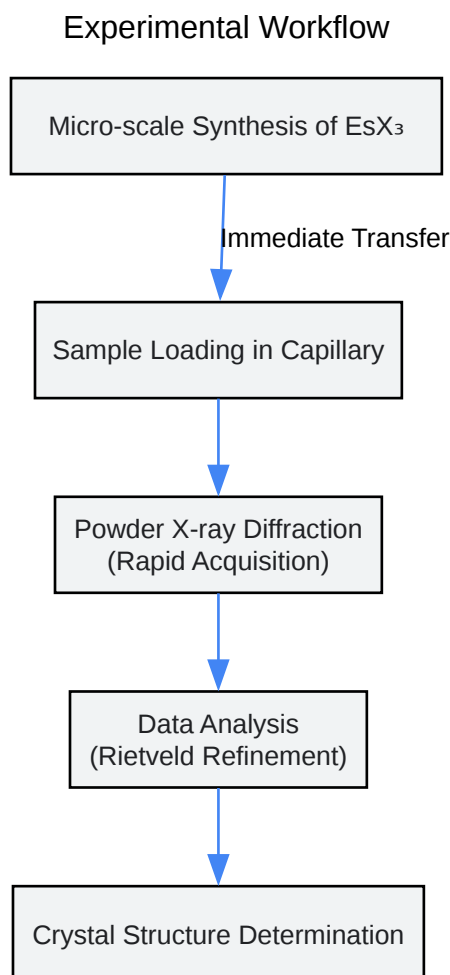 Experimental Workflow
Micro-scale Synthesis of EsX₃
Immediate Transfer
Sample Loading in Capillary
Powder X-ray Diffraction
(Rapid Acquisition)
Data Analysis
(Rietveld Refinement)
Crystal Structure Determination